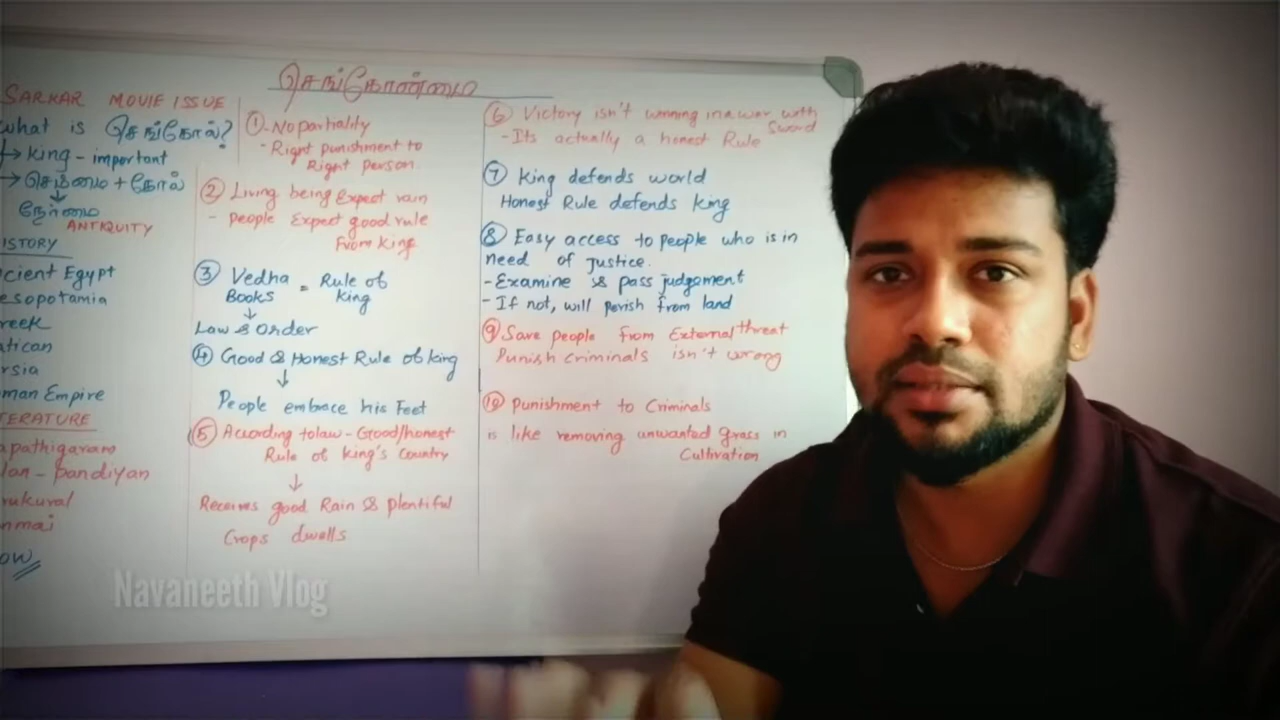 செங்கோண்மை
SARKAR MOVIE ISSUE
what is செங்கோல்?
→ King - important
→ செம்மை + கோல்
நேர்மை
ANTIQUITY
ISTORY
cient Egypt
esopotamia
reek
atican
rsia
man Empire
TERATURE
apathigaram
lan - pandiyan
rukural
nmai
ow
① - No partiality
- Right punishment to
Right person
② Living being Expect rain
- people Expect good rule
From king
③ Vedha = Rule of
Books king
↓
Law & Order
④ Good & Honest Rule of king
↓
People embrace his Feet
⑤ According to law - Good/honest
Rule of king's Country
↓
Receives good Rain & plentiful
Crops dwells
⑥ Victory isn't winning in a war with
Sword
- Its actually a honest Rule
⑦ King defends world
Honest Rule defends king
⑧ Easy access to people who is in
need of Justice.
- Examine & pass judgement
- If not, will perish from land
⑨ Save people from External threat
Punish criminals isn't wrong
⑩ Punishment to Criminals
is like removing unwanted grass in
Cultivation
Navaneeth Vlog